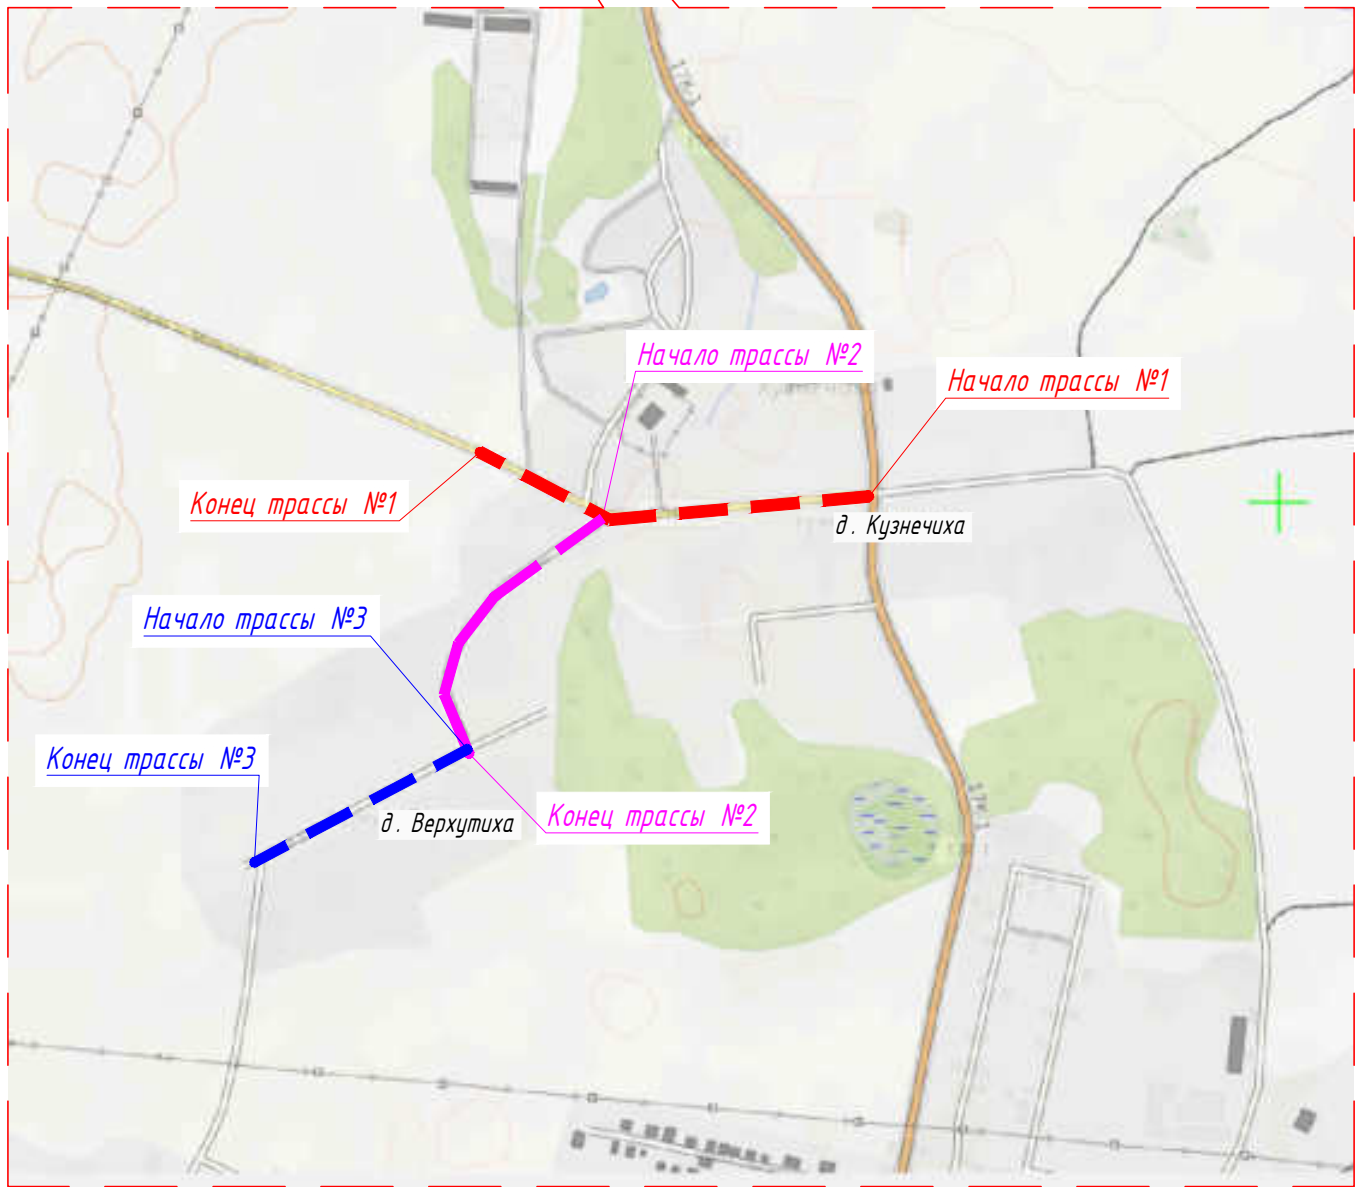 Начало трассы №2
Начало трассы №1
Конец трассы №1
д. Кузнечиха
Начало трассы №3
Конец трассы №3
Конец трассы №2
д. Верхутиха